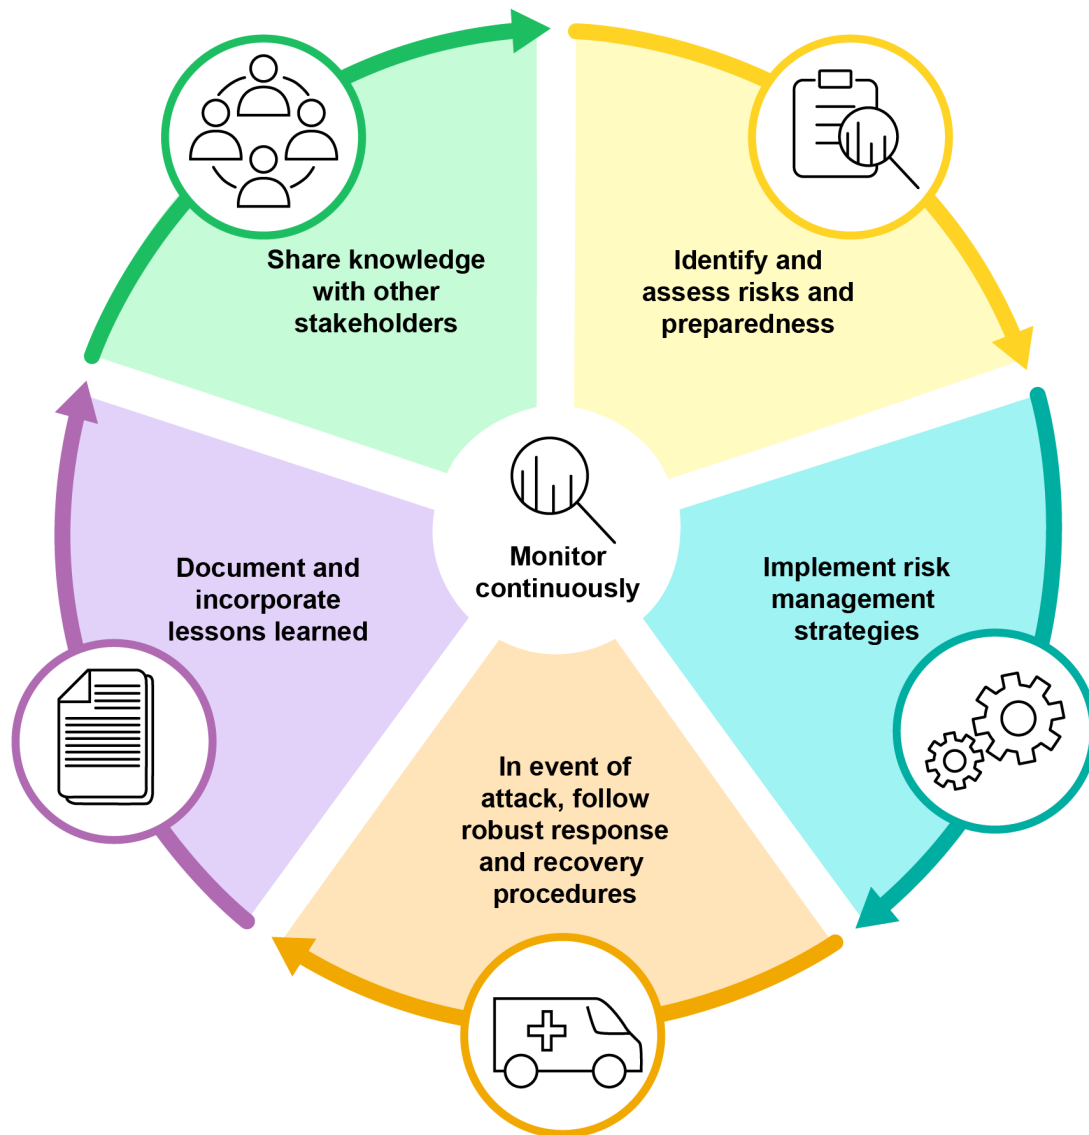 Share knowledge
with other
stakeholders
Identify and
assess risks and
preparedness
Monitor
continuously
Document and
incorporate
lessons learned
Implement risk
management
strategies
In event of
attack, follow
robust response
and recovery
procedures